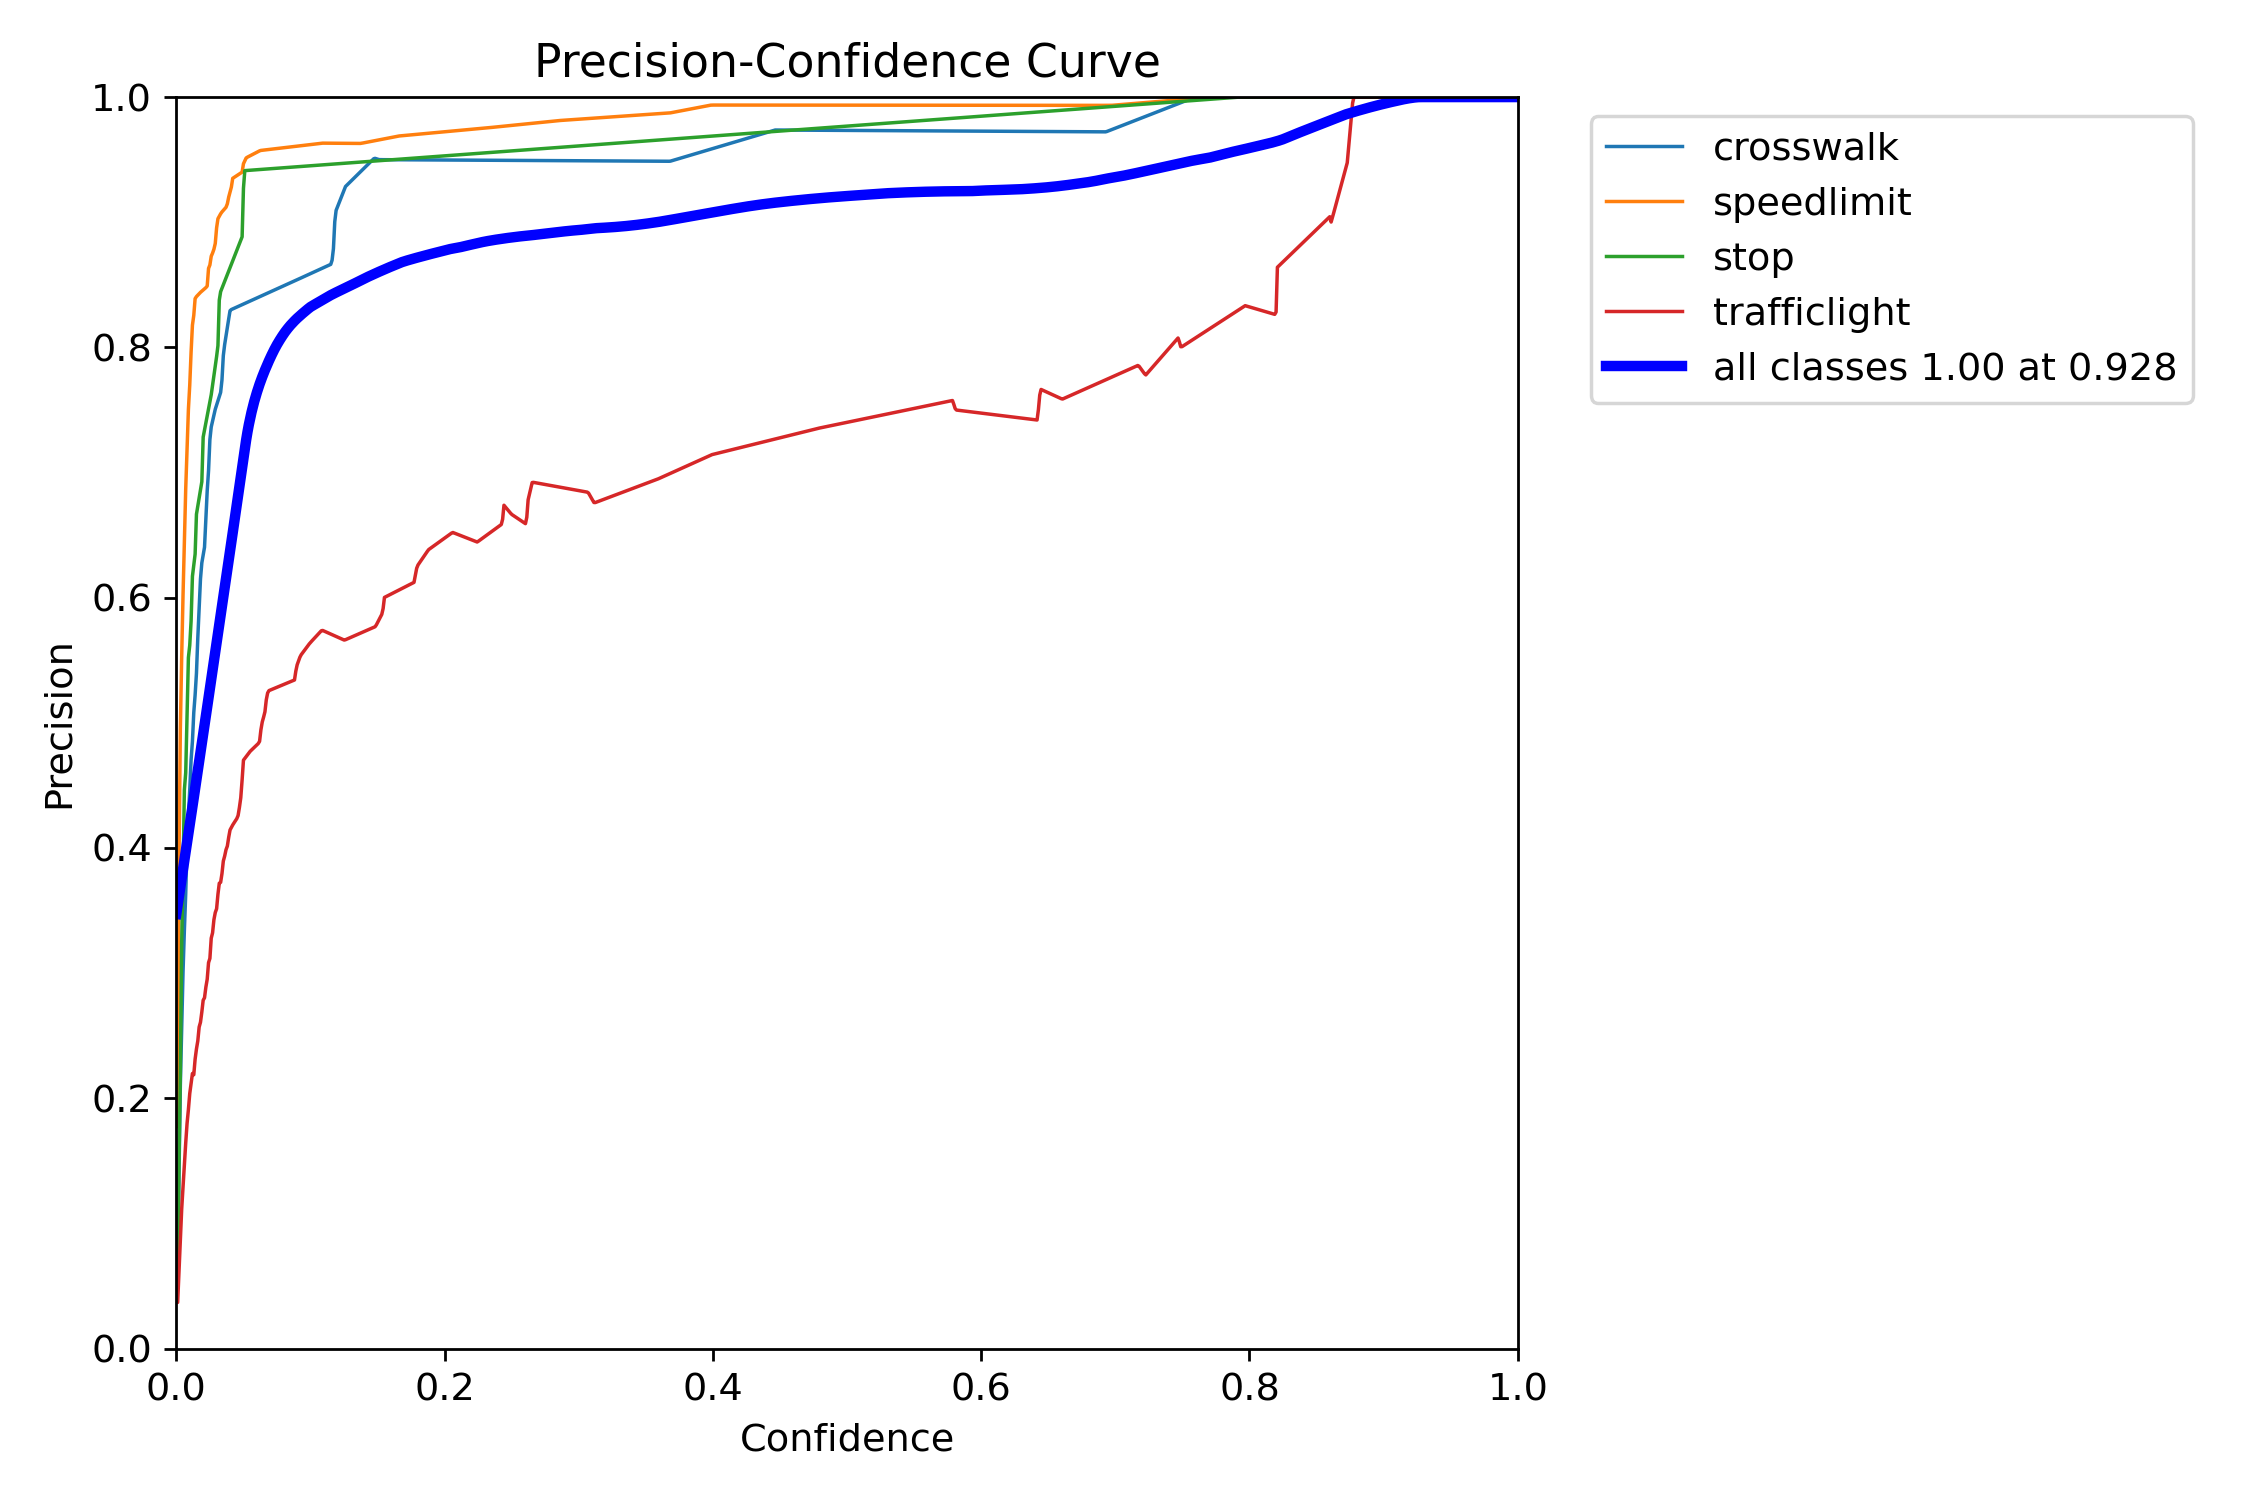 Precision-Confidence Curve
1.0
0.8
0.6
0.4
0.2
0.0
Precision
0.0 0.2 0.4 0.6 0.8 1.0
Confidence
crosswalk
speedlimit
stop
trafficlight
all classes 1.00 at 0.928